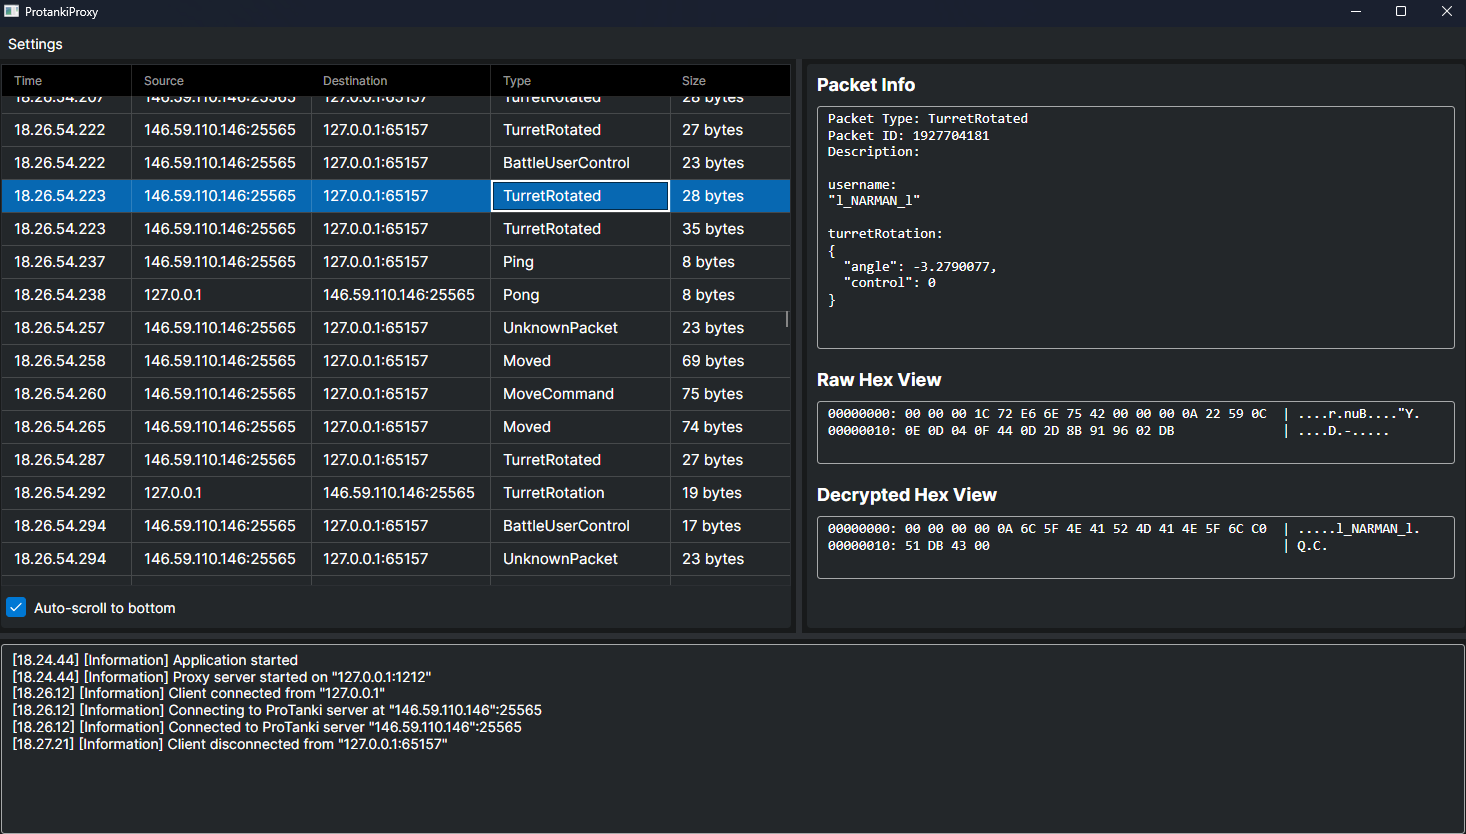 ProtankiProxy
Settings
Time Source Destination Type Size
18.26.54.207 146.59.110.146:25565 127.0.0.1:65157 TurretRotated 28 bytes
18.26.54.222 146.59.110.146:25565 127.0.0.1:65157 TurretRotated 27 bytes
18.26.54.222 146.59.110.146:25565 127.0.0.1:65157 BattleUserControl 23 bytes
18.26.54.223 146.59.110.146:25565 127.0.0.1:65157 TurretRotated 28 bytes
18.26.54.223 146.59.110.146:25565 127.0.0.1:65157 TurretRotated 35 bytes
18.26.54.237 146.59.110.146:25565 127.0.0.1:65157 Ping 8 bytes
18.26.54.238 127.0.0.1 146.59.110.146:25565 Pong 8 bytes
18.26.54.257 146.59.110.146:25565 127.0.0.1:65157 UnknownPacket 23 bytes
18.26.54.258 146.59.110.146:25565 127.0.0.1:65157 Moved 69 bytes
18.26.54.260 146.59.110.146:25565 127.0.0.1:65157 MoveCommand 75 bytes
18.26.54.265 146.59.110.146:25565 127.0.0.1:65157 Moved 74 bytes
18.26.54.287 146.59.110.146:25565 127.0.0.1:65157 TurretRotated 27 bytes
18.26.54.292 127.0.0.1 146.59.110.146:25565 TurretRotation 19 bytes
18.26.54.294 146.59.110.146:25565 127.0.0.1:65157 BattleUserControl 17 bytes
18.26.54.294 146.59.110.146:25565 127.0.0.1:65157 UnknownPacket 23 bytes
Auto-scroll to bottom
Packet Info
Packet Type: TurretRotated
Packet ID: 1927704181
Description:
username:
"l_NARMAN_l"
turretRotation:
{
"angle": -3.2790077,
"control": 0
}
Raw Hex View
00000000: 00 00 00 1C 72 E6 6E 75 42 00 00 00 0A 22 59 0C | ....r.nuB...."Y.
00000010: 0E 0D 04 0F 44 0D 2D 8B 91 96 02 DB | ....D.-.....
Decrypted Hex View
00000000: 00 00 00 00 0A 6C 5F 4E 41 52 4D 41 4E 5F 6C C0 | .....l_NARMAN_l.
00000010: 51 DB 43 00 | Q.C.
[18.24.44] [Information] Application started
[18.24.44] [Information] Proxy server started on "127.0.0.1:1212"
[18.26.12] [Information] Client connected from "127.0.0.1"
[18.26.12] [Information] Connecting to ProTanki server at "146.59.110.146":25565
[18.26.12] [Information] Connected to ProTanki server "146.59.110.146":25565
[18.27.21] [Information] Client disconnected from "127.0.0.1:65157"